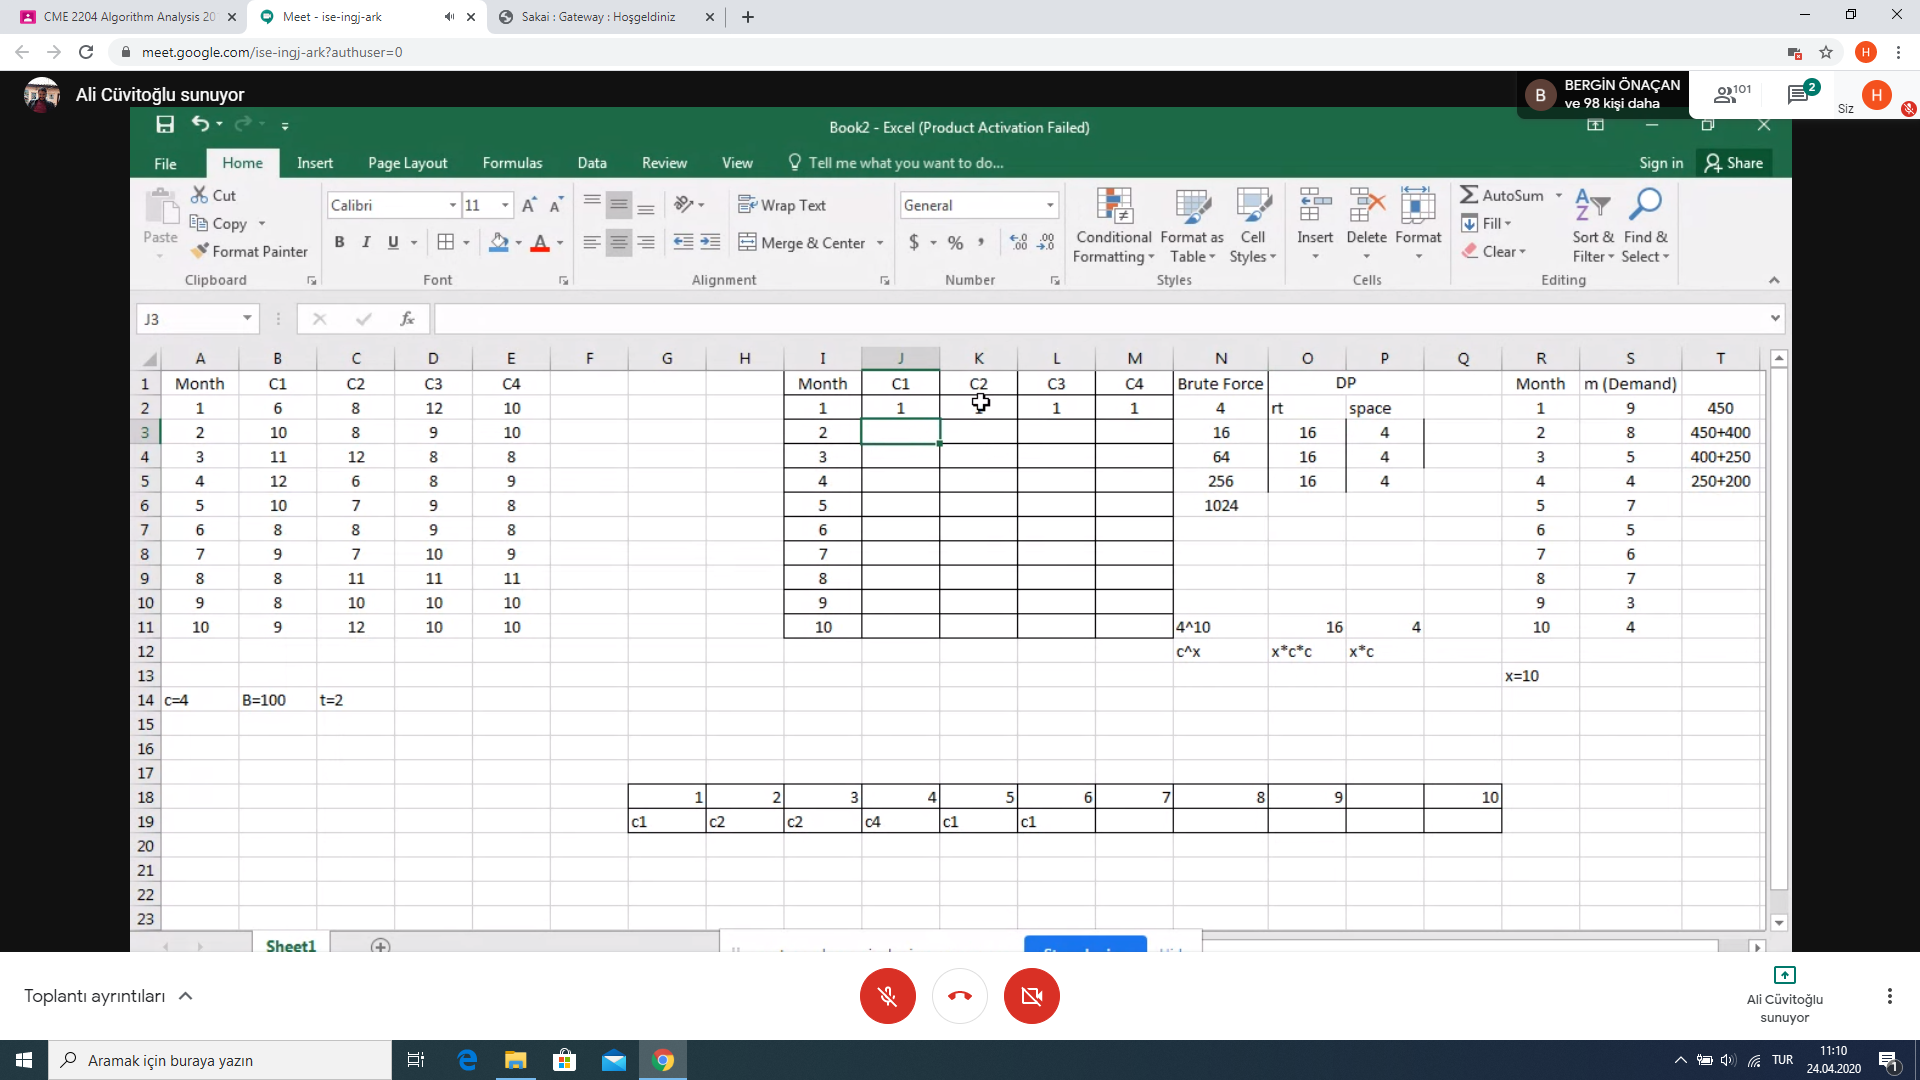 CME 2204 Algorithm Analysis 20
Meet - ise-ingj-ark
Sakai : Gateway : Hoşgeldiniz
meet.google.com/ise-ingj-ark?authuser=0
H
Ali Cüvitoğlu sunuyor
B
BERGİN ÖNAÇAN
ve 98 kişi daha
101
2
Siz
H
Book2 - Excel (Product Activation Failed)
File Home Insert Page Layout Formulas Data Review View Tell me what you want to do... Sign in Share
Paste
Cut
Copy
Format Painter
Clipboard
Calibri 11
B I U
Font
Wrap Text
Merge & Center
Alignment
General
$ % ,
Number
Conditional Formatting
Format as Table
Cell Styles
Styles
Insert Delete Format
Cells
AutoSum
Fill
Clear
Sort & Filter
Find & Select
Editing
J3 fx
A B C D E F G H I J K L M N O P Q R S T
1 Month C1 C2 C3 C4 Month C1 C2 C3 C4 Brute Force DP Month m (Demand)
2 1 6 8 12 10 1 1 1 1 4 rt space 1 9 450
3 2 10 8 9 10 2 16 16 4 2 8 450+400
4 3 11 12 8 8 3 64 16 4 3 5 400+250
5 4 12 6 8 9 4 256 16 4 4 4 250+200
6 5 10 7 9 8 5 1024 5 7
7 6 8 8 9 8 6 6 5
8 7 9 7 10 9 7 7 6
9 8 8 11 11 11 8 8 7
10 9 8 10 10 10 9 9 3
11 10 9 12 10 10 10 4^10 16 4 10 4
12 c^x x*c*c x*c
13 x=10
14 c=4 B=100 t=2
15
16
17
18 1 2 3 4 5 6 7 8 9 10
19 c1 c2 c2 c4 c1 c1
20
21
22
23
Sheet1
Toplantı ayrıntıları
Ali Cüvitoğlu
sunuyor
Aramak için buraya yazın
TUR
11:10
24.04.2020
1